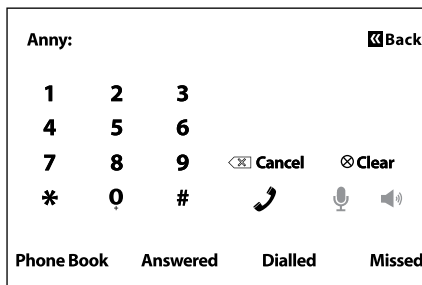 Anny: Back
1 2 3
4 5 6
7 8 9 Cancel Clear
* 0 #
+
Phone Book Answered Dialled Missed